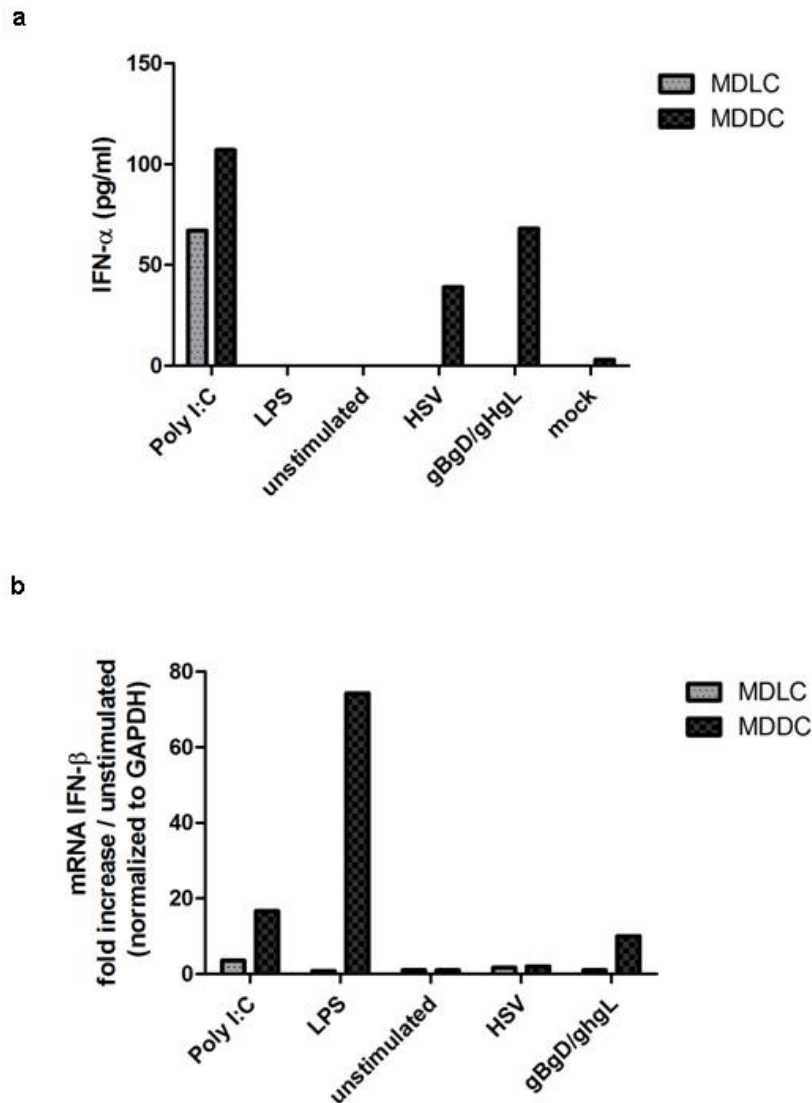 a
150
100
50
0
IFN-α (pg/ml)
MDLC
MDDC
Poly I:C
LPS
unstimulated
HSV
gBgD/gHgL
mock
b
80
60
40
20
0
mRNA IFN-β
fold increase / unstimulated
(normalized to GAPDH)
MDLC
MDDC
Poly I:C
LPS
unstimulated
HSV
gBgD/ghgL